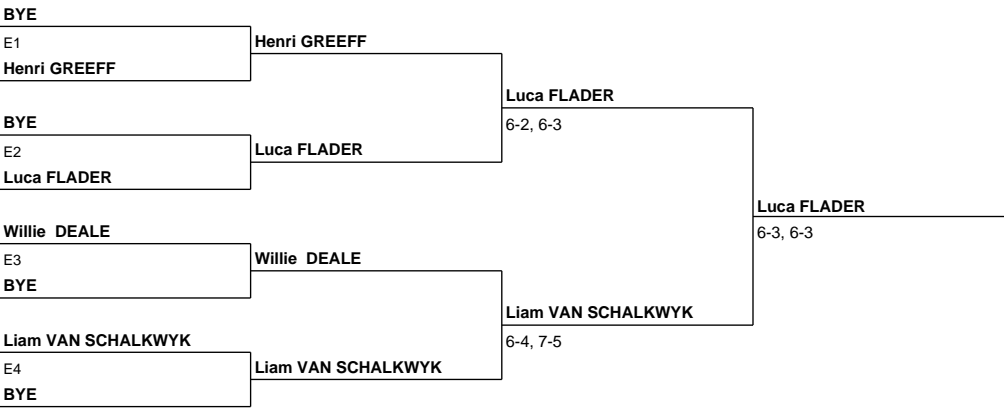 BYE
E1
Henri GREEFF
BYE
E2
Luca FLADER
Willie  DEALE
E3
BYE
Liam VAN SCHALKWYK
E4
BYE
Henri GREEFF
Luca FLADER
Willie  DEALE
Liam VAN SCHALKWYK
Luca FLADER
6-2, 6-3
Liam VAN SCHALKWYK
6-4, 7-5
Luca FLADER
6-3, 6-3